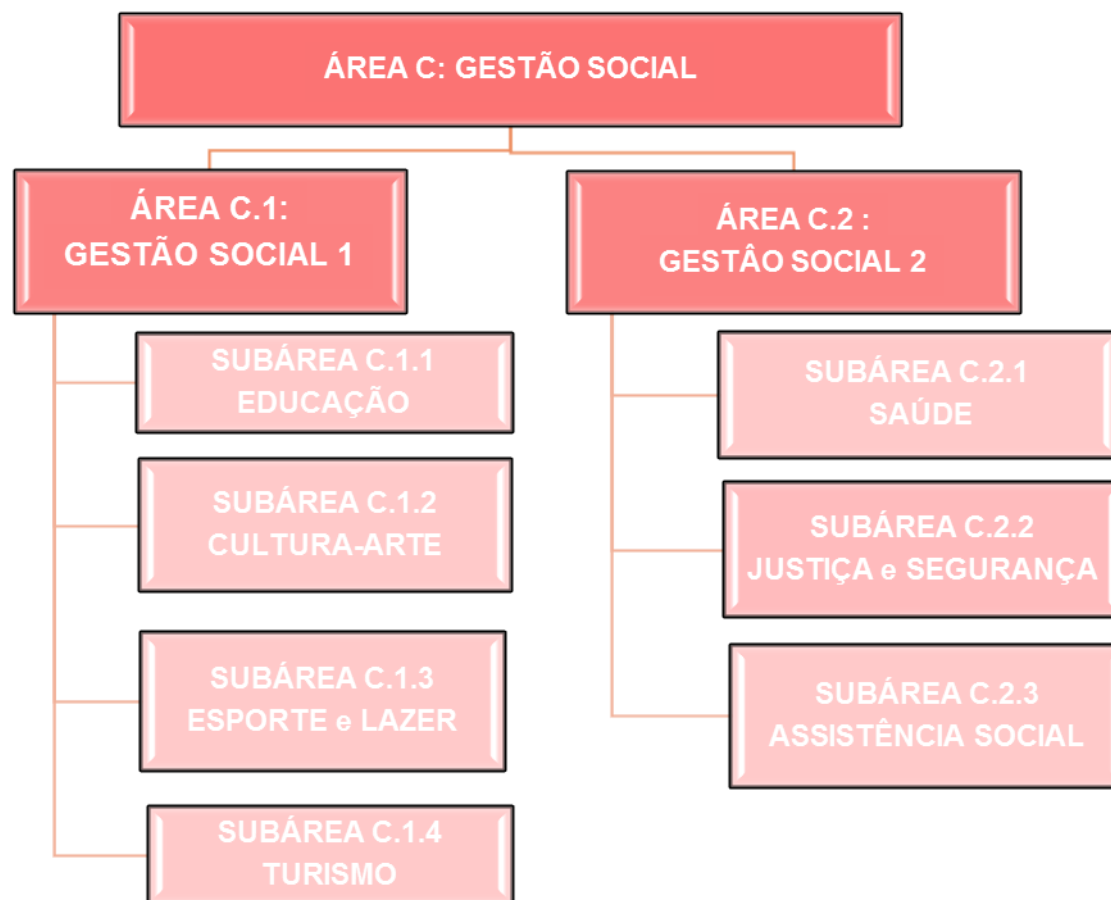 ÁREA C: GESTÃO SOCIAL
ÁREA C.1:
GESTÃO SOCIAL 1
SUBÁREA C.1.1
EDUCAÇÃO
SUBÁREA C.1.2
CULTURA-ARTE
SUBÁREA C.1.3
ESPORTE e LAZER
SUBÁREA C.1.4
TURISMO
ÁREA C.2 :
GESTÂO SOCIAL 2
SUBÁREA C.2.1
SAÚDE
SUBÁREA C.2.2
JUSTIÇA e SEGURANÇA
SUBÁREA C.2.3
ASSISTÊNCIA SOCIAL